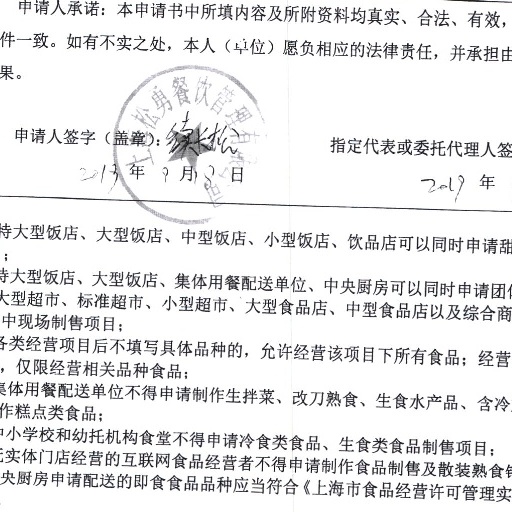 申请人承诺：本申请书中所填内容及所附资料均真实、合法、有效，
件一致。如有不实之处，本人（单位）愿负相应的法律责任，并承担由
果。
松勇餐饮管理有
申请人签字（盖章）：
指定代表或委托代理人签
年 月 日
2019 年
特大型饭店、大型饭店、中型饭店、小型饭店、饮品店可以同时申请甜
；
特大型饭店、大型饭店、集体用餐配送单位、中央厨房可以同时申请团
大型超市、标准超市、小型超市、大型食品店、中型食品店以及综合商
中现场制售项目；
各类经营项目后不填写具体品种的，允许经营该项目下所有食品；经营
，仅限经营相关品种食品；
集体用餐配送单位不得申请制作生拌菜、改刀熟食、生食水产品、含冷
作糕点类食品；
中小学校和幼托机构食堂不得申请冷食类食品、生食类食品制售项目；
实体门店经营的互联网食品经营者不得申请制作食品制售及散装熟食
央厨房申请配送的即食食品品种应当符合《上海市食品经营许可管理实